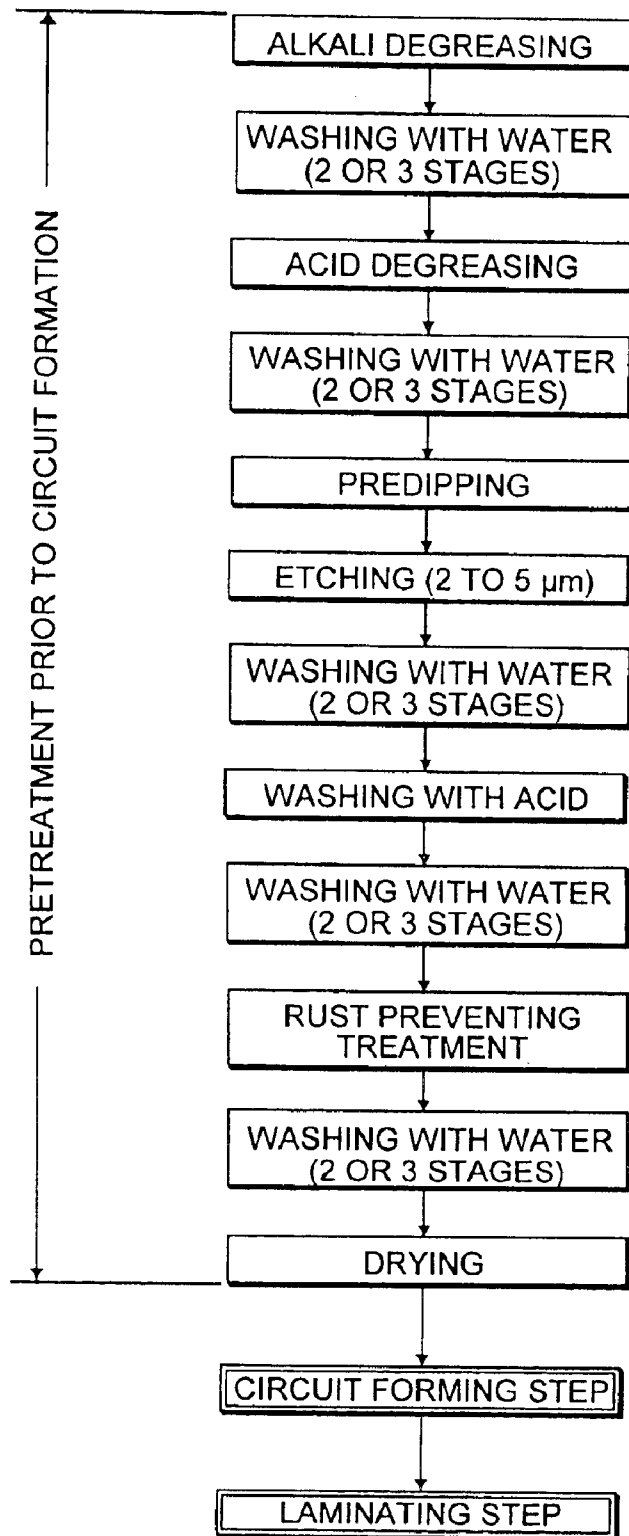 ALKALI DEGREASING
WASHING WITH WATER
(2 OR 3 STAGES)
ACID DEGREASING
WASHING WITH WATER
(2 OR 3 STAGES)
PREDIPPING
ETCHING (2 TO 5 µm)
WASHING WITH WATER
(2 OR 3 STAGES)
WASHING WITH ACID
WASHING WITH WATER
(2 OR 3 STAGES)
RUST PREVENTING
TREATMENT
WASHING WITH WATER
(2 OR 3 STAGES)
DRYING
PRETREATMENT PRIOR TO CIRCUIT FORMATION
CIRCUIT FORMING STEP
LAMINATING STEP